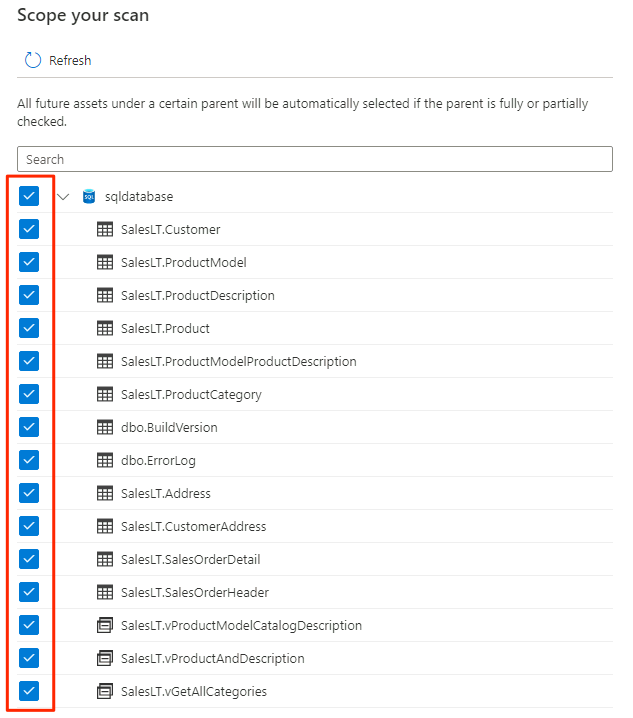 Scope your scan
Refresh
All future assets under a certain parent will be automatically selected if the parent is fully or partially
checked.
Search
SQL sqldatabase
SalesLT.Customer
SalesLT.ProductModel
SalesLT.ProductDescription
SalesLT.Product
SalesLT.ProductModelProductDescription
SalesLT.ProductCategory
dbo.BuildVersion
dbo.ErrorLog
SalesLT.Address
SalesLT.CustomerAddress
SalesLT.SalesOrderDetail
SalesLT.SalesOrderHeader
SalesLT.vProductModelCatalogDescription
SalesLT.vProductAndDescription
SalesLT.vGetAllCategories